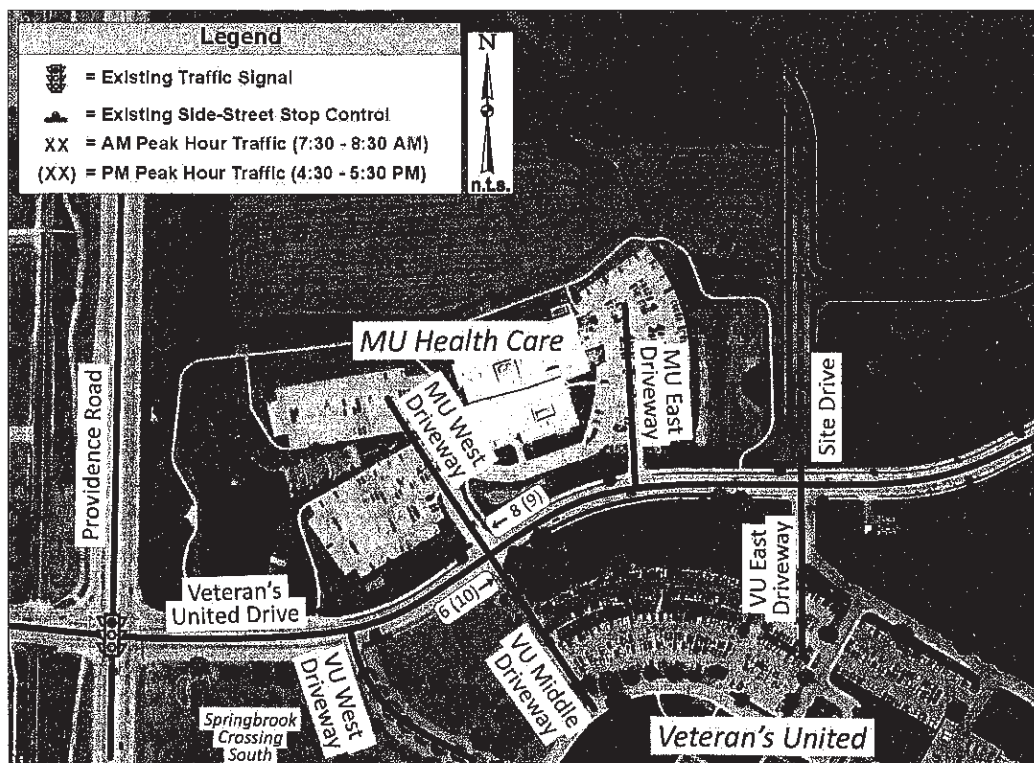 Legend
= Existing Traffic Signal
= Existing Side-Street Stop Control
XX = AM Peak Hour Traffic (7:30 - 8:30 AM)
(XX) = PM Peak Hour Traffic (4:30 - 5:30 PM)
N
n.t.s.
MU Health Care
MU West
Driveway
MU East
Driveway
Site Drive
Providence Road
← 8 (9)
6 (10) →
VU East
Driveway
Veteran's
United Drive
VU West
Driveway
VU Middle
Driveway
Springbrook
Crossing
South
Veteran's United